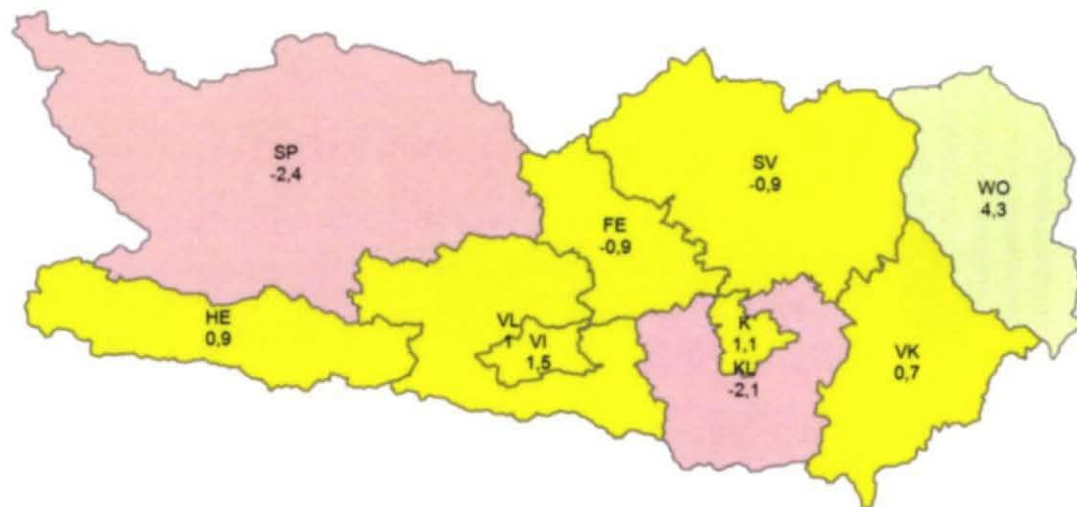 SP
-2,4
SV
-0,9
WO
4,3
FE
-0,9
HE
0,9
VL
1
VI
1,5
K
1,1
KL
-2,1
VK
0,7